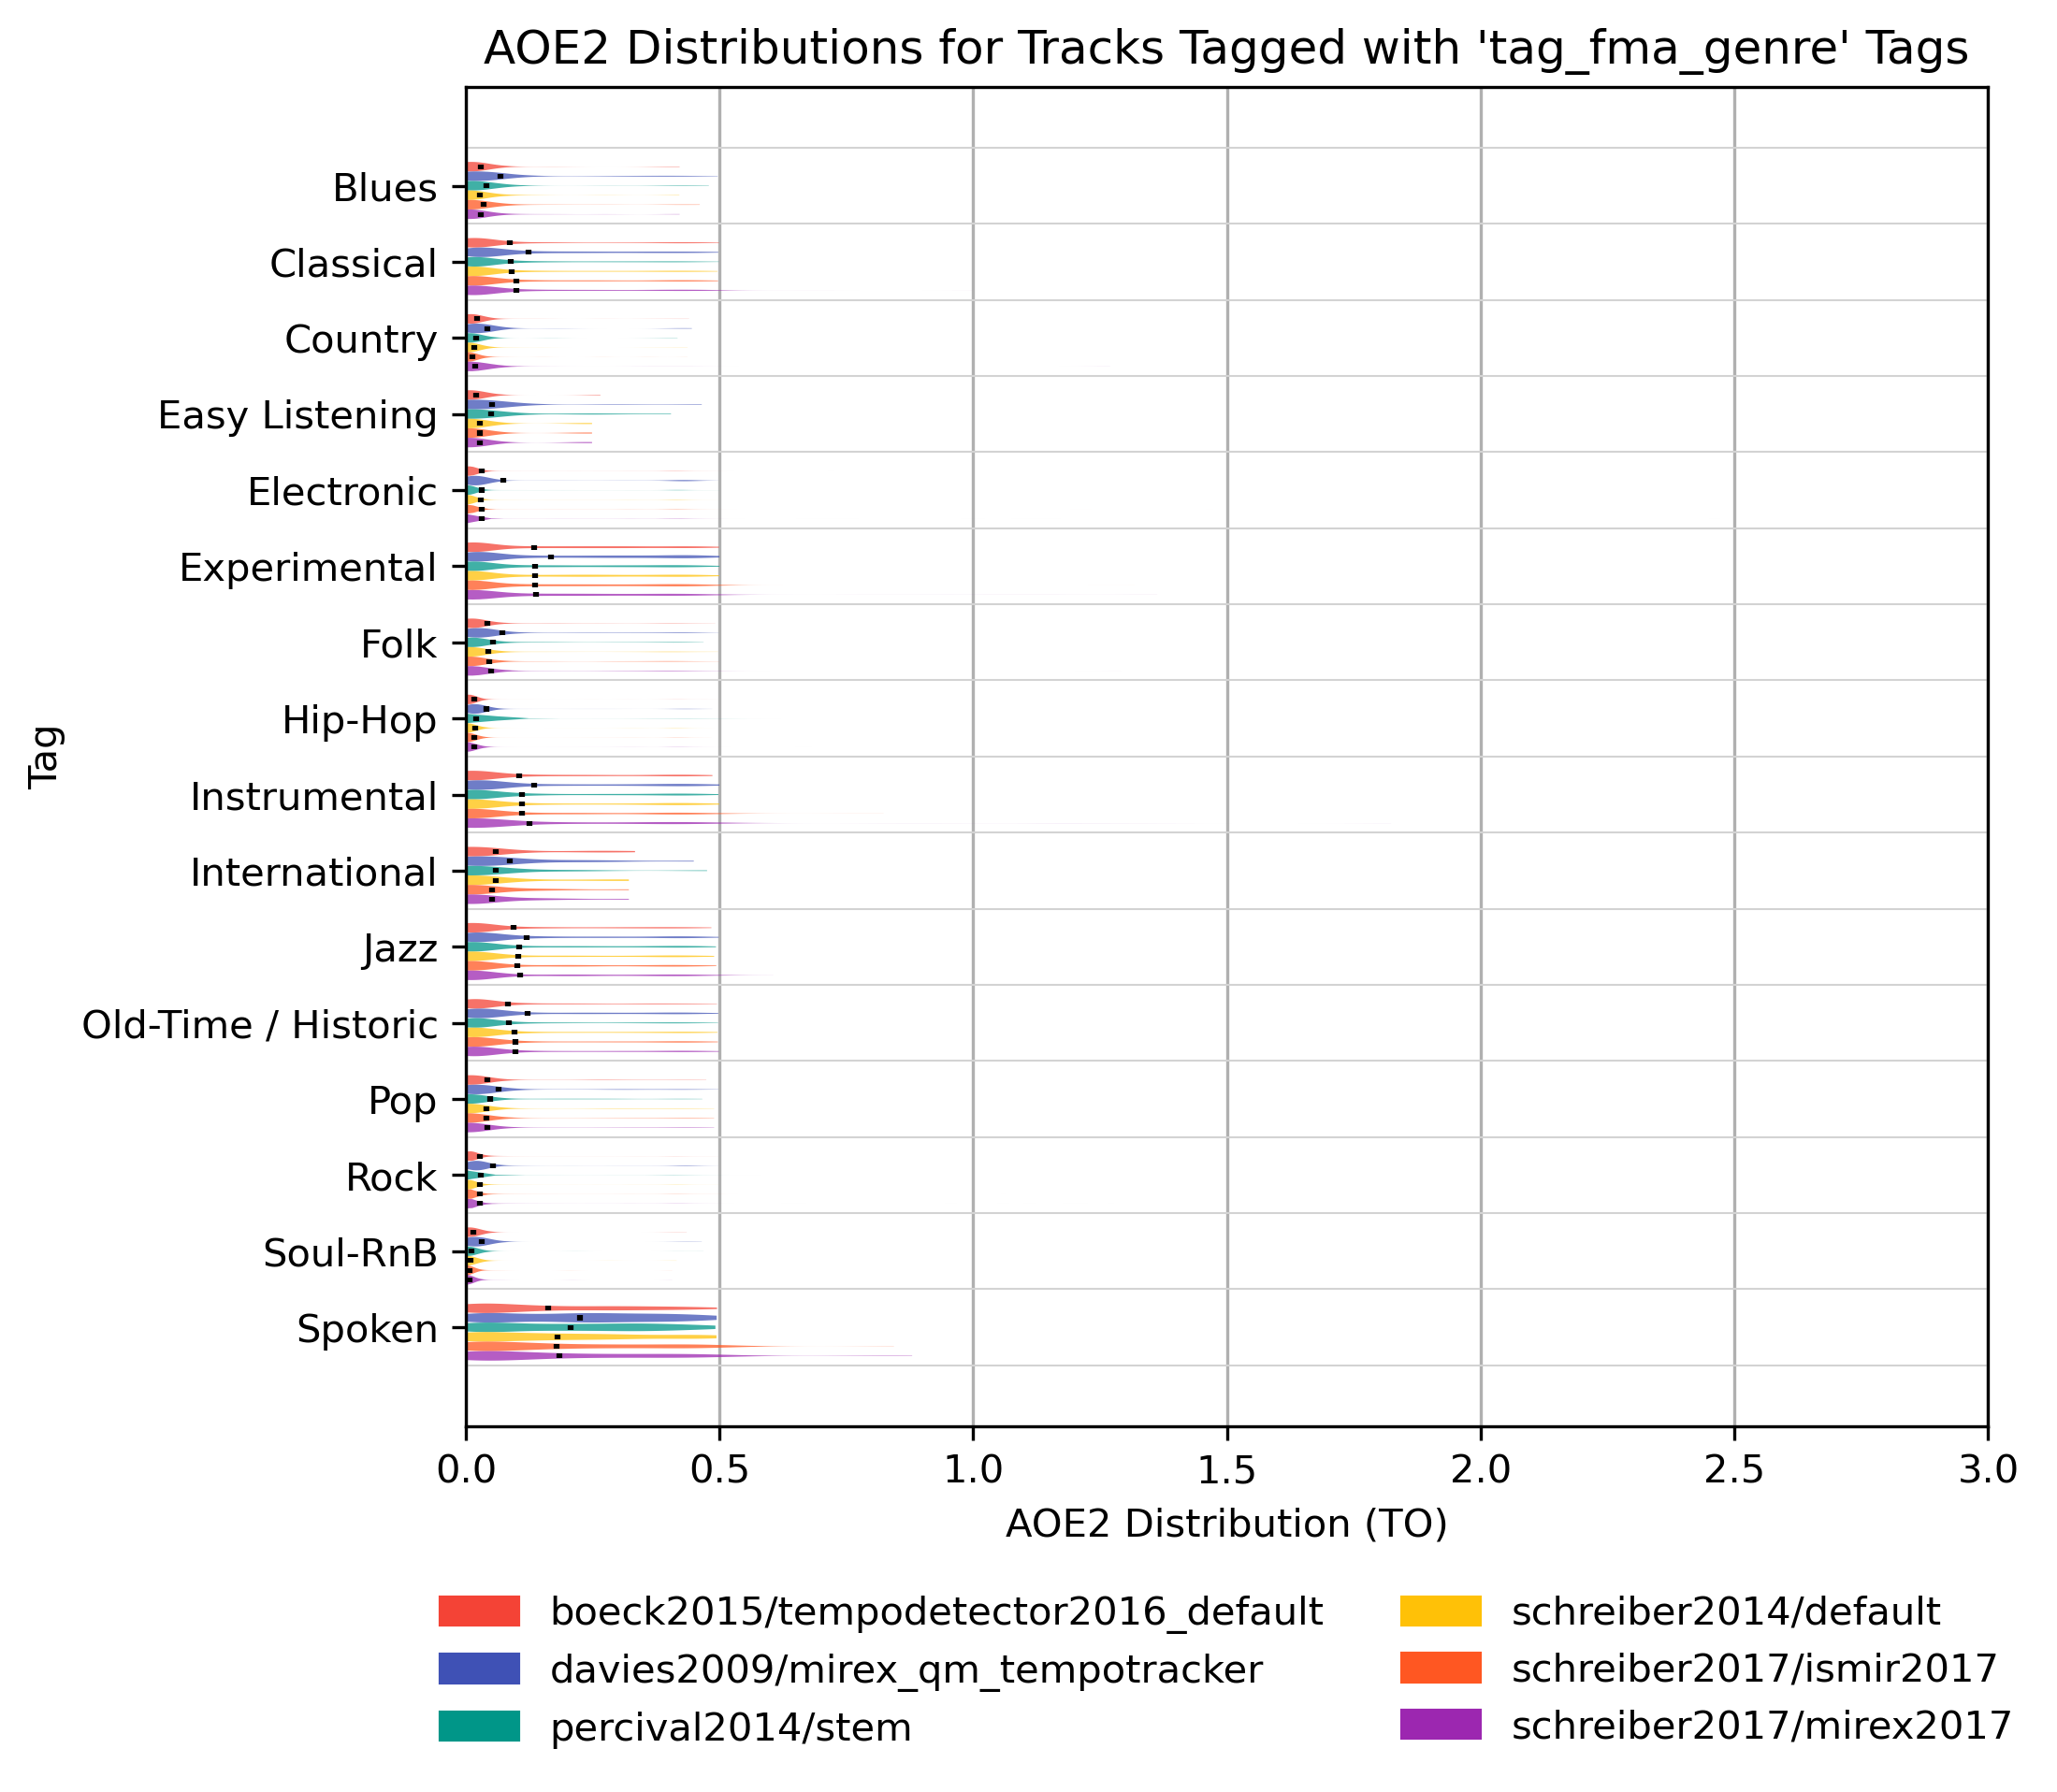 AOE2 Distributions for Tracks Tagged with 'tag_fma_genre' Tags
Tag
Blues
Classical
Country
Easy Listening
Electronic
Experimental
Folk
Hip-Hop
Instrumental
International
Jazz
Old-Time / Historic
Pop
Rock
Soul-RnB
Spoken
0.0 0.5 1.0 1.5 2.0 2.5 3.0
AOE2 Distribution (TO)
boeck2015/tempodetector2016_default
davies2009/mirex_qm_tempotracker
percival2014/stem
schreiber2014/default
schreiber2017/ismir2017
schreiber2017/mirex2017